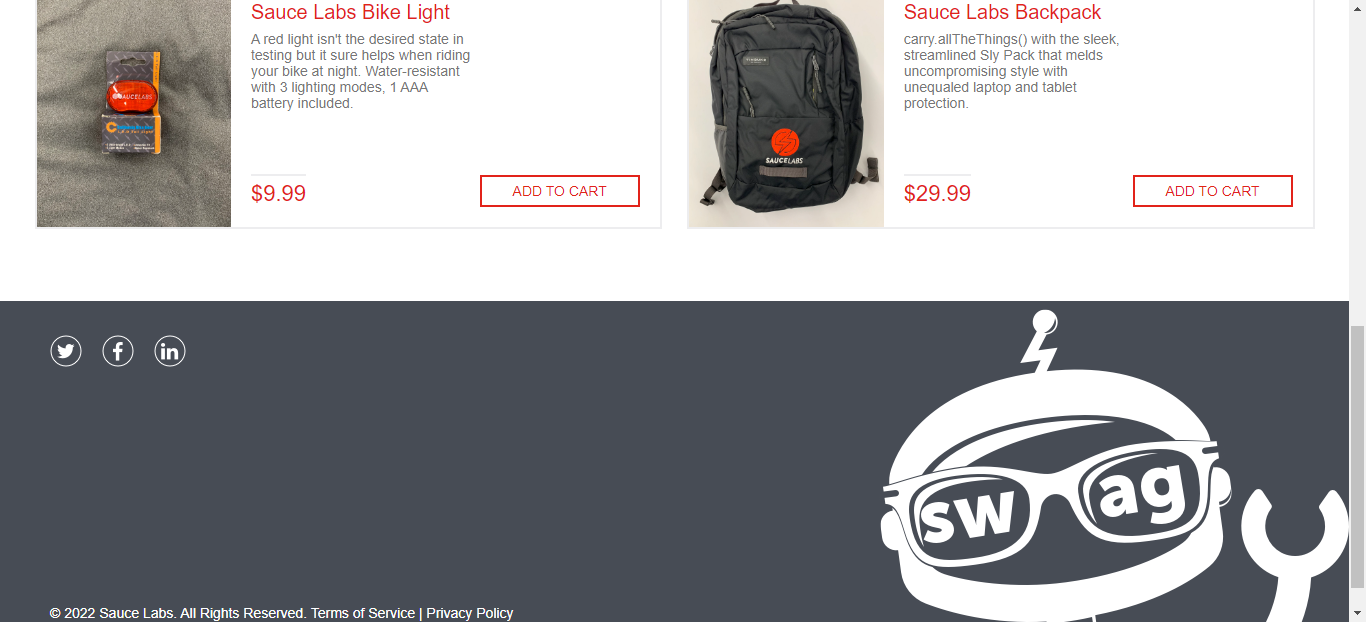 Sauce Labs Bike Light
A red light isn't the desired state in
testing but it sure helps when riding
your bike at night. Water-resistant
with 3 lighting modes, 1 AAA
battery included.
$9.99
ADD TO CART
SAUCELABS
Sauce Labs Backpack
carry.allTheThings() with the sleek,
streamlined Sly Pack that melds
uncompromising style with
unequaled laptop and tablet
protection.
$29.99
ADD TO CART
SAUCELABS
swag
© 2022 Sauce Labs. All Rights Reserved. Terms of Service | Privacy Policy